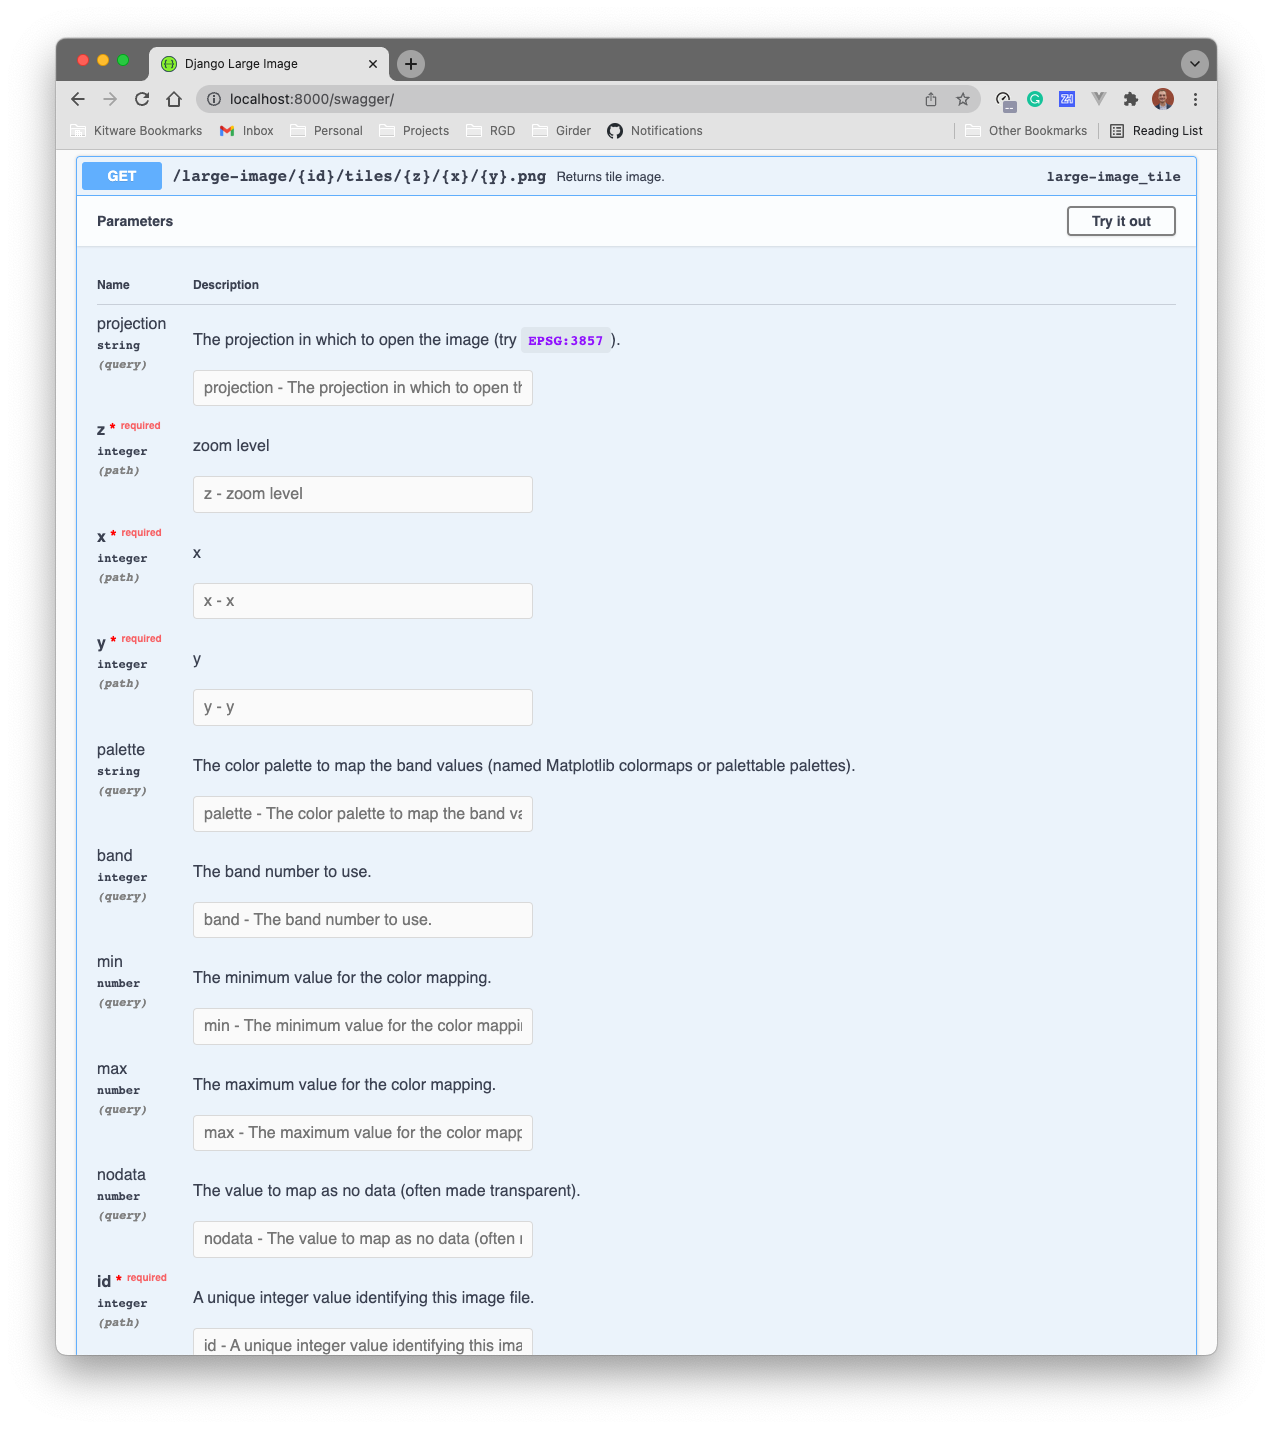 Django Large Image
localhost:8000/swagger/
Kitware Bookmarks Inbox Personal Projects RGD Girder Notifications Other Bookmarks Reading List
GET /large-image/{id}/tiles/{z}/{x}/{y}.png Returns tile image. large-image_tile
Parameters Try it out
Name Description
projection
string
(query)
The projection in which to open the image (try EPSG:3857).
projection - The projection in which to open th
z * required
integer
(path)
zoom level
z - zoom level
x * required
integer
(path)
x
x - x
y * required
integer
(path)
y
y - y
palette
string
(query)
The color palette to map the band values (named Matplotlib colormaps or palettable palettes).
palette - The color palette to map the band va
band
integer
(query)
The band number to use.
band - The band number to use.
min
number
(query)
The minimum value for the color mapping.
min - The minimum value for the color mappin
max
number
(query)
The maximum value for the color mapping.
max - The maximum value for the color mapp
nodata
number
(query)
The value to map as no data (often made transparent).
nodata - The value to map as no data (often
id * required
integer
(path)
A unique integer value identifying this image file.
id - A unique integer value identifying this ima